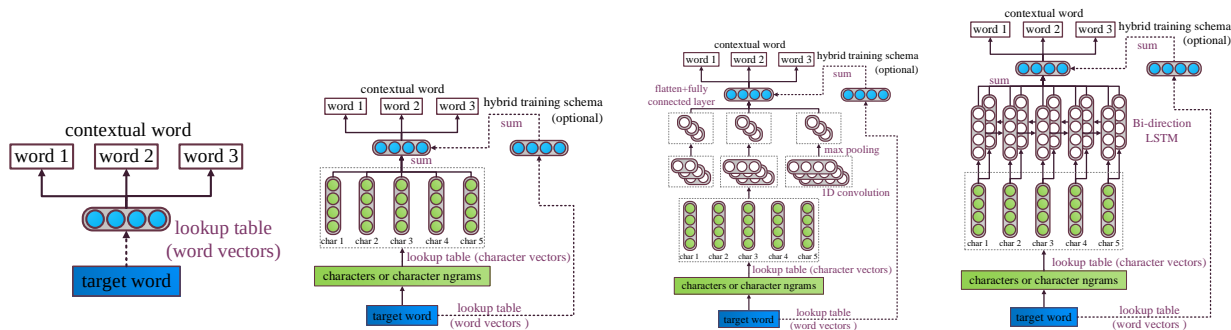 contextual word
word 1 word 2 word 3
lookup table
(word vectors)
target word
contextual word
word 1 word 2 word 3
hybrid training schema
(optional)
sum
sum
char 1 char 2 char 3 char 4 char 5
lookup table (character vectors)
characters or character ngrams
target word
lookup table
(word vectors )
contextual word
word 1 word 2 word 3
hybrid training schema
(optional)
sum
flatten+fully
connected layer
max pooling
1D convolution
char 1 char 2 char 3 char 4 char 5
lookup table (character vectors)
characters or character ngrams
target word
lookup table
(word vectors )
contextual word
word 1 word 2 word 3
hybrid training schema
(optional)
sum
sum
Bi-direction
LSTM
char 1 char 2 char 3 char 4 char 5
lookup table (character vectors)
characters or character ngrams
target word
lookup table
(word vectors )